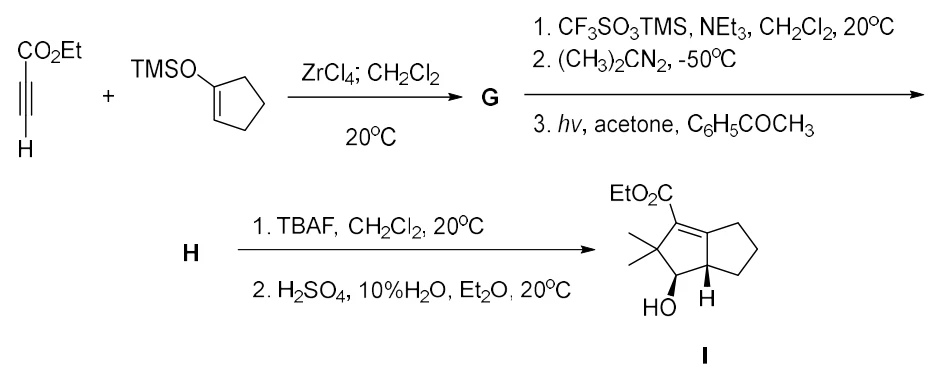 CO2Et
H
+
TMSO
ZrCl4; CH2Cl2
20°C
G
1. CF3SO3TMS, NEt3, CH2Cl2, 20°C
2. (CH3)2CN2, -50°C
3. hv, acetone, C6H5COCH3
H
1. TBAF, CH2Cl2, 20°C
2. H2SO4, 10%H2O, Et2O, 20°C
EtO2C
HO
H
I